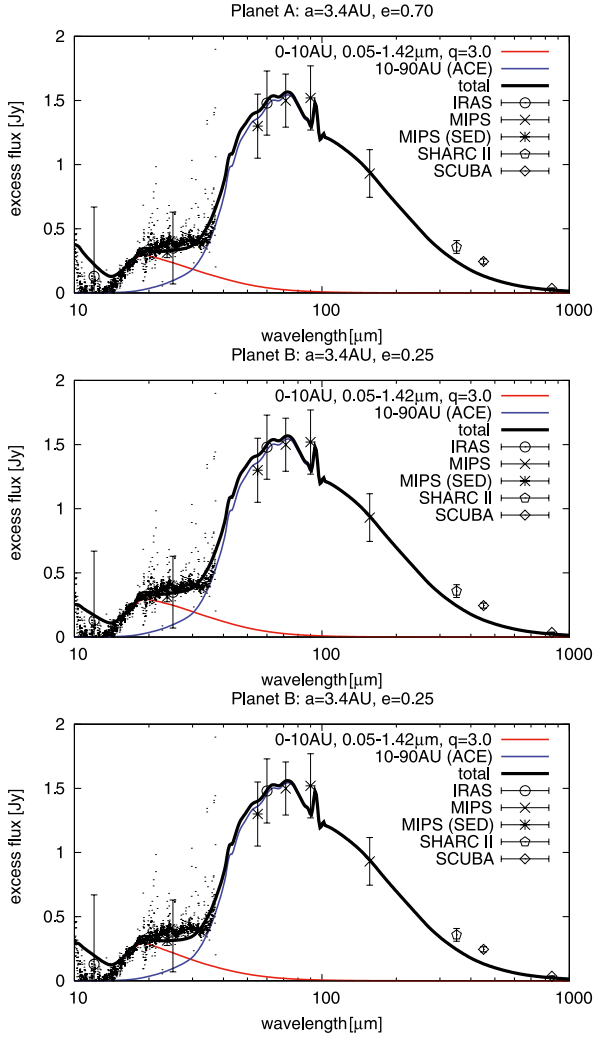 Planet A: a=3.4AU, e=0.70
2
1.5
1
0.5
0
excess flux [Jy]
0-10AU, 0.05-1.42μm, q=3.0
10-90AU (ACE)
total
IRAS
MIPS
MIPS (SED)
SHARC II
SCUBA
10
100
1000
wavelength[μm]
Planet B: a=3.4AU, e=0.25
2
1.5
1
0.5
0
excess flux [Jy]
0-10AU, 0.05-1.42μm, q=3.0
10-90AU (ACE)
total
IRAS
MIPS
MIPS (SED)
SHARC II
SCUBA
10
100
1000
wavelength[μm]
Planet B: a=3.4AU, e=0.25
2
1.5
1
0.5
0
excess flux [Jy]
0-10AU, 0.05-1.42μm, q=3.0
10-90AU (ACE)
total
IRAS
MIPS
MIPS (SED)
SHARC II
SCUBA
10
100
1000
wavelength[μm]